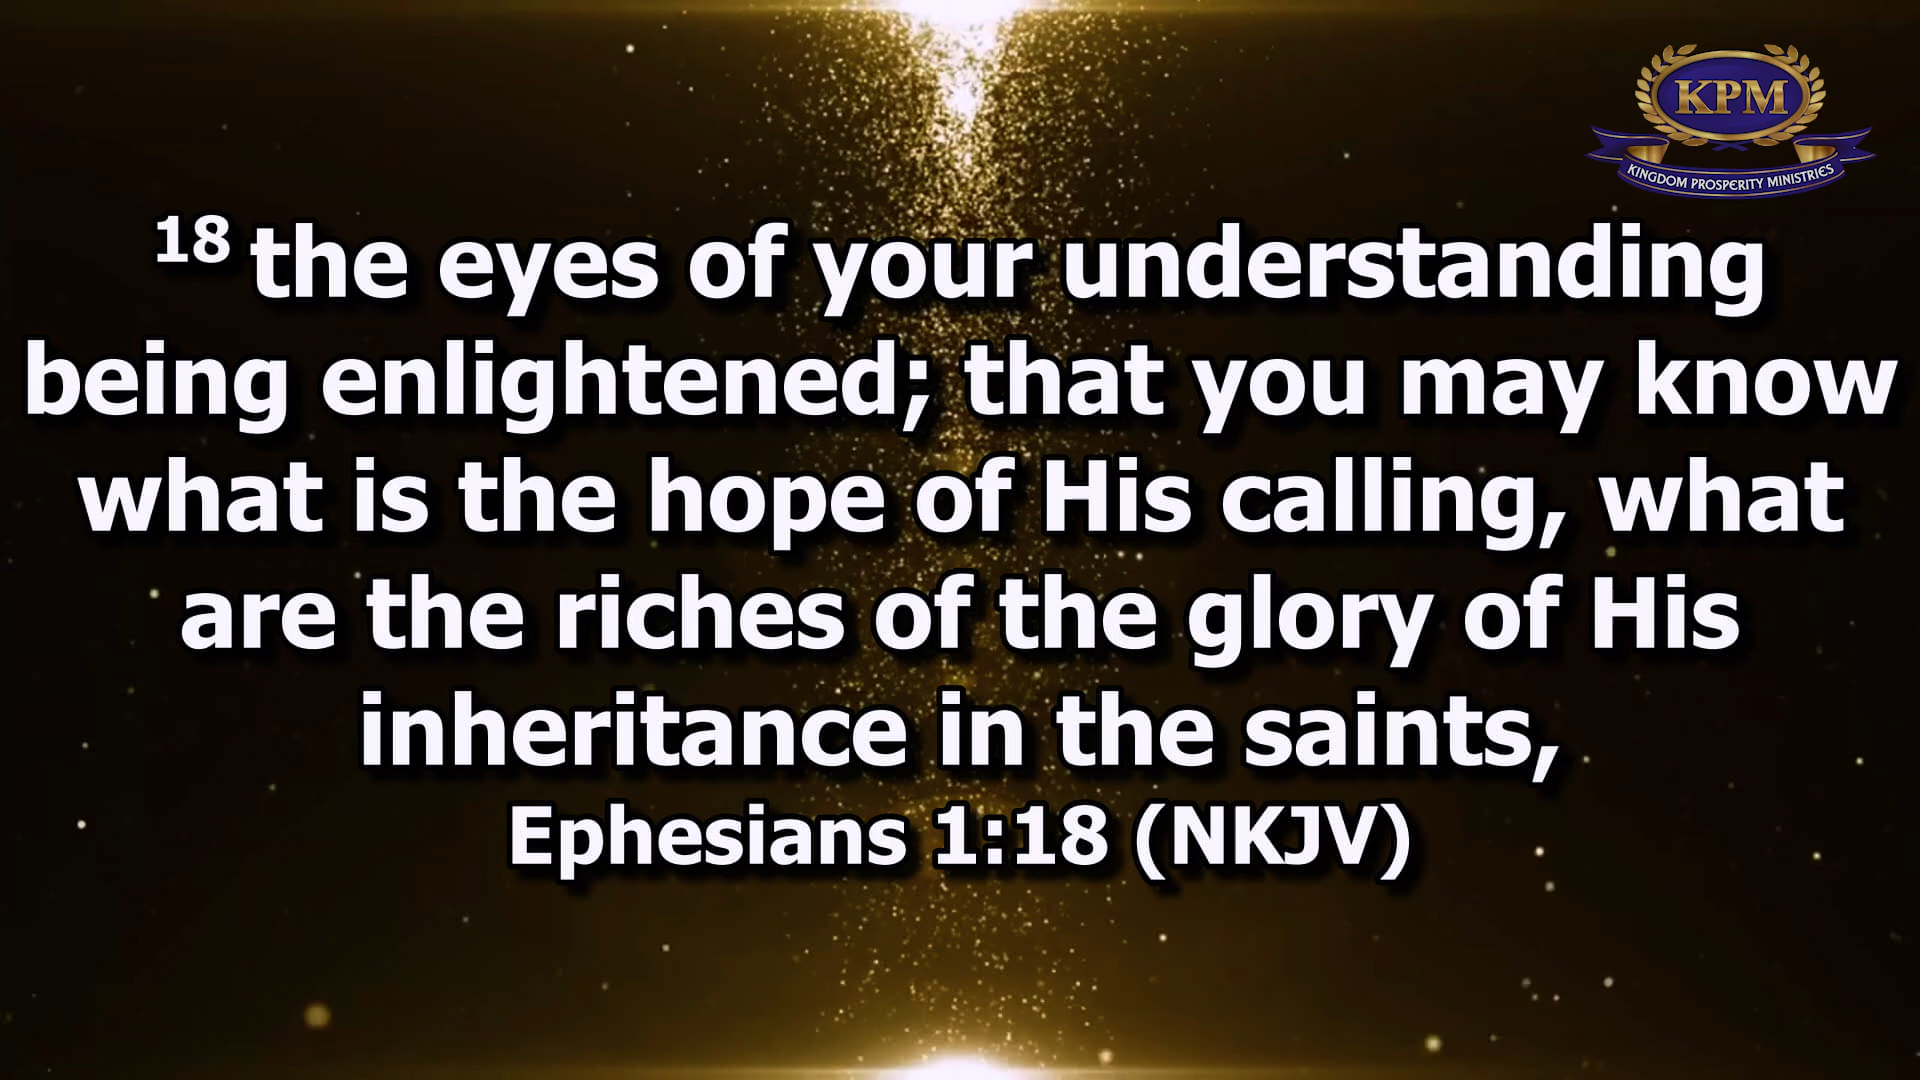 KPM
KINGDOM PROSPERITY MINISTRIES
18 the eyes of your understanding
being enlightened; that you may know
what is the hope of His calling, what
are the riches of the glory of His
inheritance in the saints,
Ephesians 1:18 (NKJV)